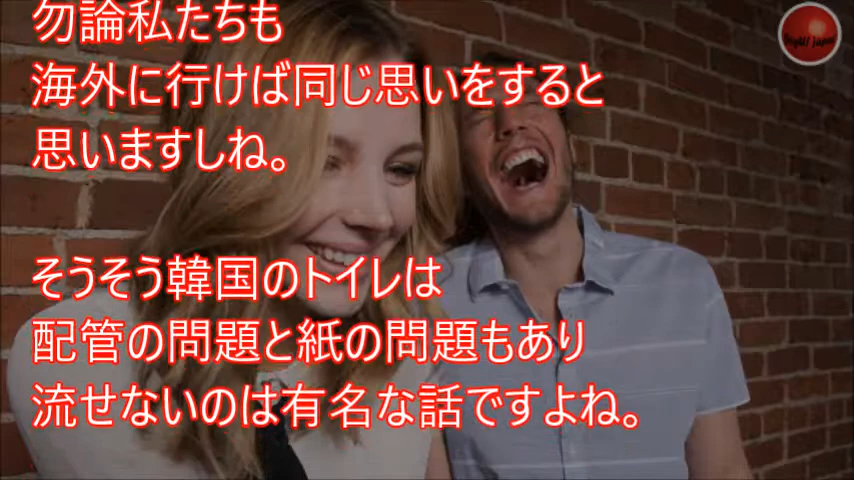 勿論私たちも
海外に行けば同じ思いをすると
思いますしね。
そうそう韓国のトイレは
配管の問題と紙の問題もあり
流せないのは有名な話ですよね。